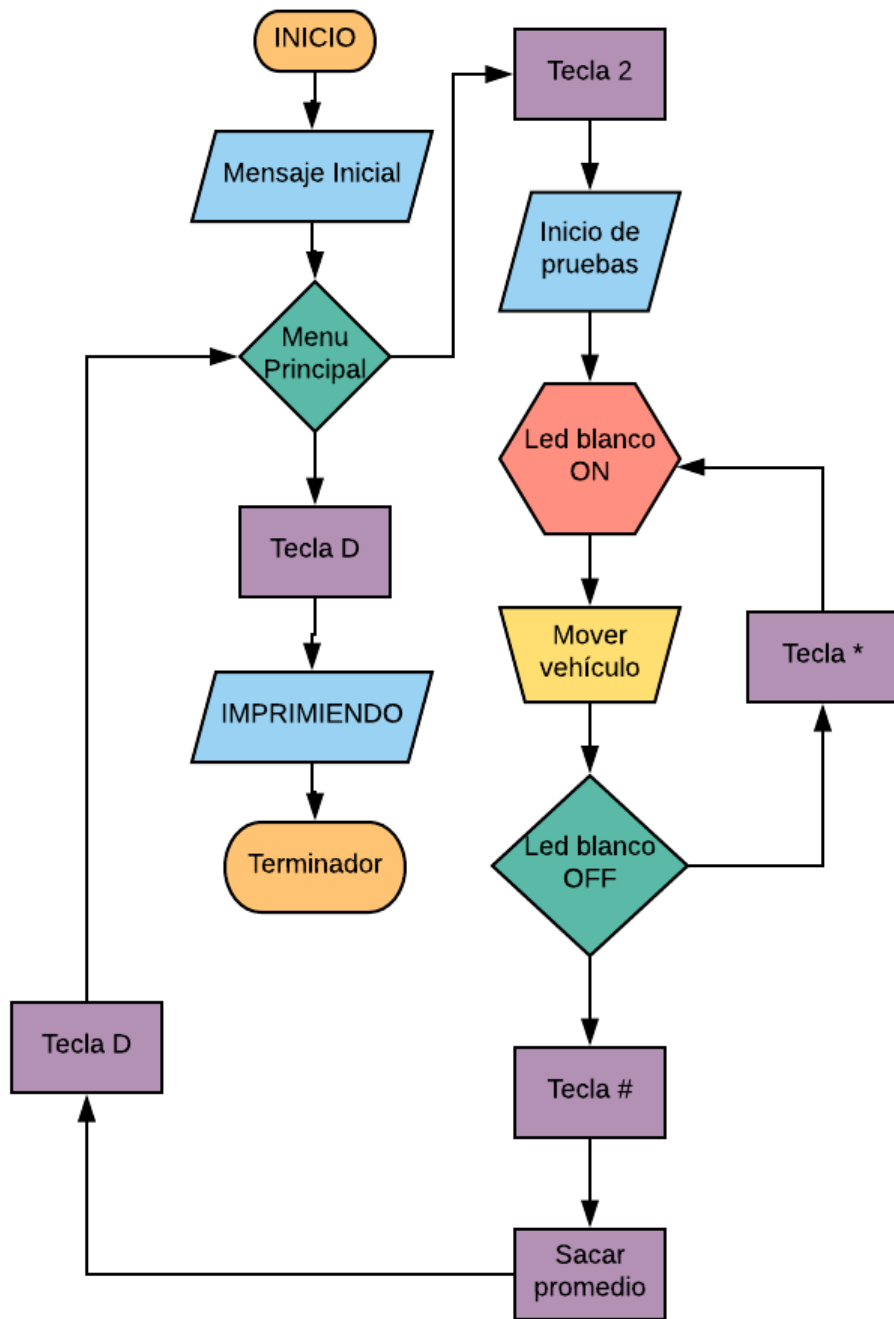 INICIO
Mensaje Inicial
Menu
Principal
Tecla D
IMPRIMIENDO
Terminador
Tecla 2
Inicio de
pruebas
Led blanco
ON
Mover
vehículo
Led blanco
OFF
Tecla *
Tecla #
Sacar
promedio
Tecla D